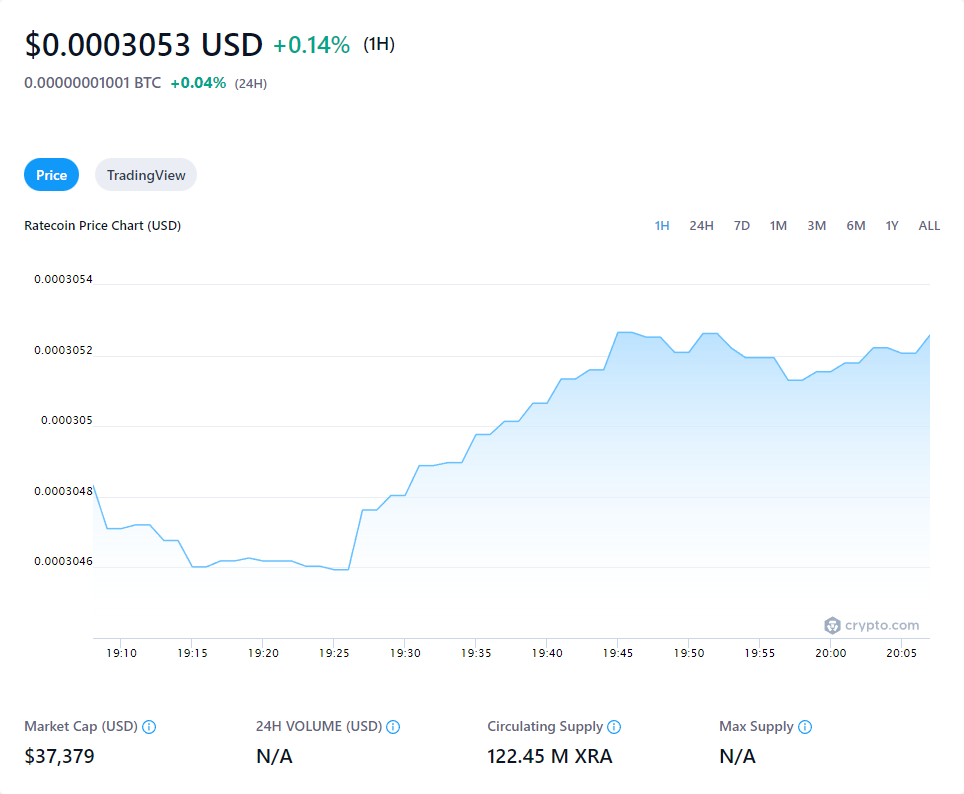 $0.0003053 USD +0.14% (1H)
0.00000001001 BTC +0.04% (24H)
Price TradingView
Ratecoin Price Chart (USD) 1H 24H 7D 1M 3M 6M 1Y ALL
0.0003054
0.0003052
0.000305
0.0003048
0.0003046
crypto.com
19:10 19:15 19:20 19:25 19:30 19:35 19:40 19:45 19:50 19:55 20:00 20:05
Market Cap (USD) 24H VOLUME (USD) Circulating Supply Max Supply
$37,379 N/A 122.45 M XRA N/A